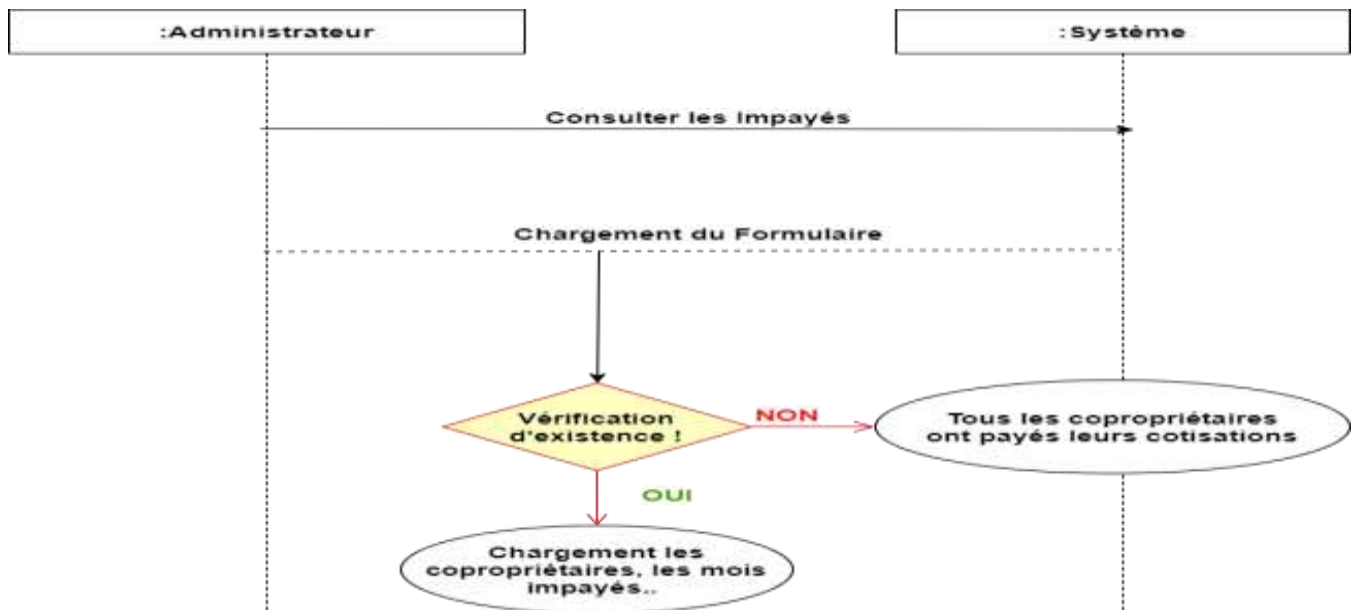 :Administrateur
:Système
Consulter les Impayés
Chargement du Formulaire
Vérification
d'existence !
NON
Tous les copropriétaires
ont payés leurs cotisations
OUI
Chargement les
copropriétaires, les mois
impayés..